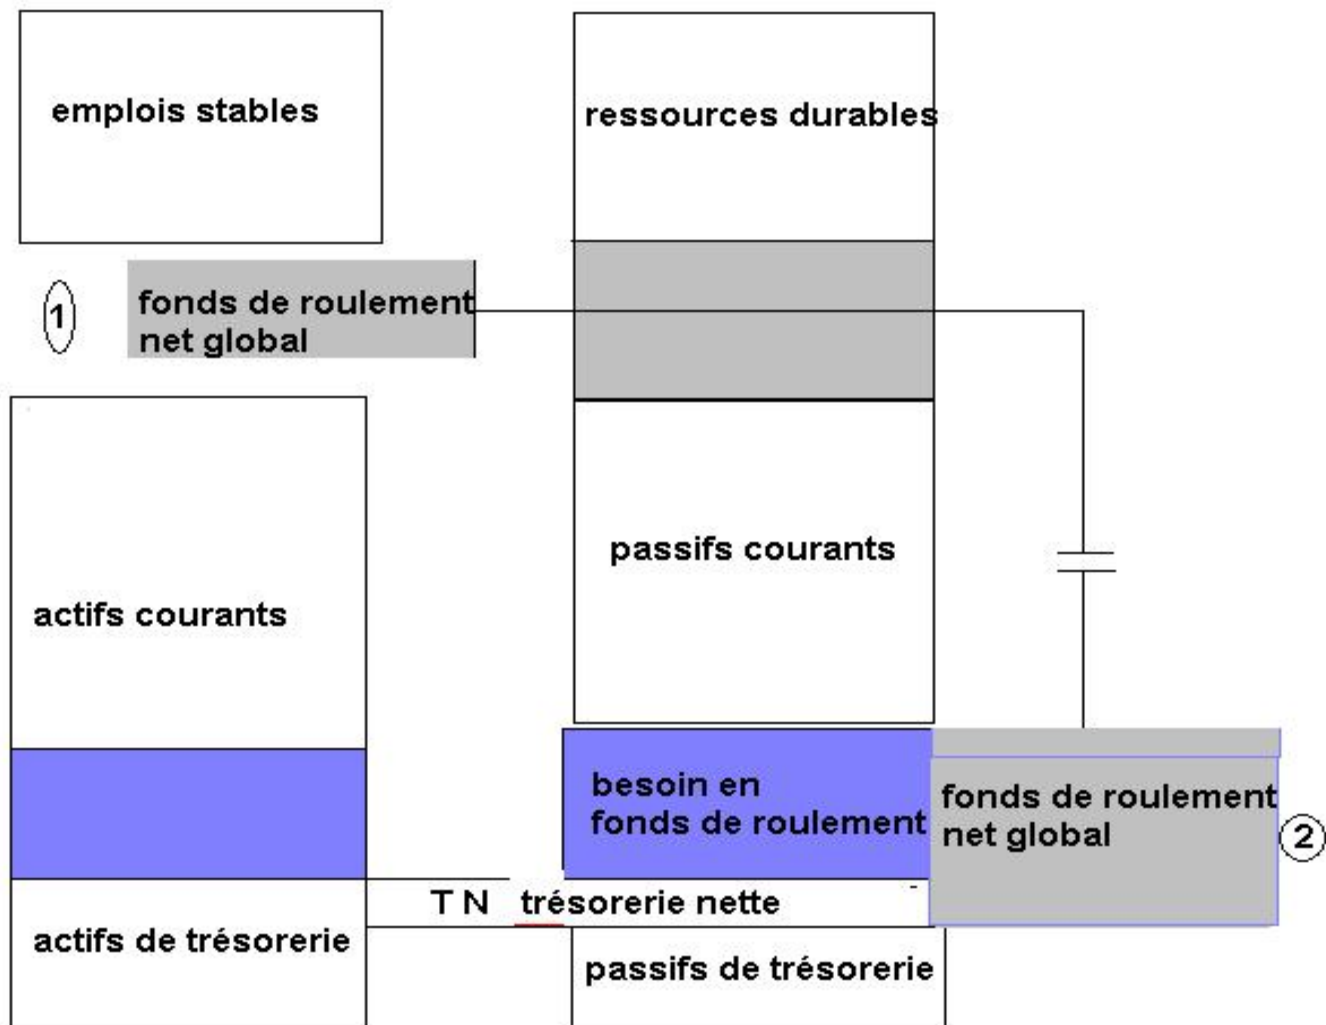 emplois stables
ressources durables
1
fonds de roulement
net global
passifs courants
actifs courants
besoin en
fonds de roulement
fonds de roulement
net global
2
T N trésorerie nette
actifs de trésorerie
passifs de trésorerie